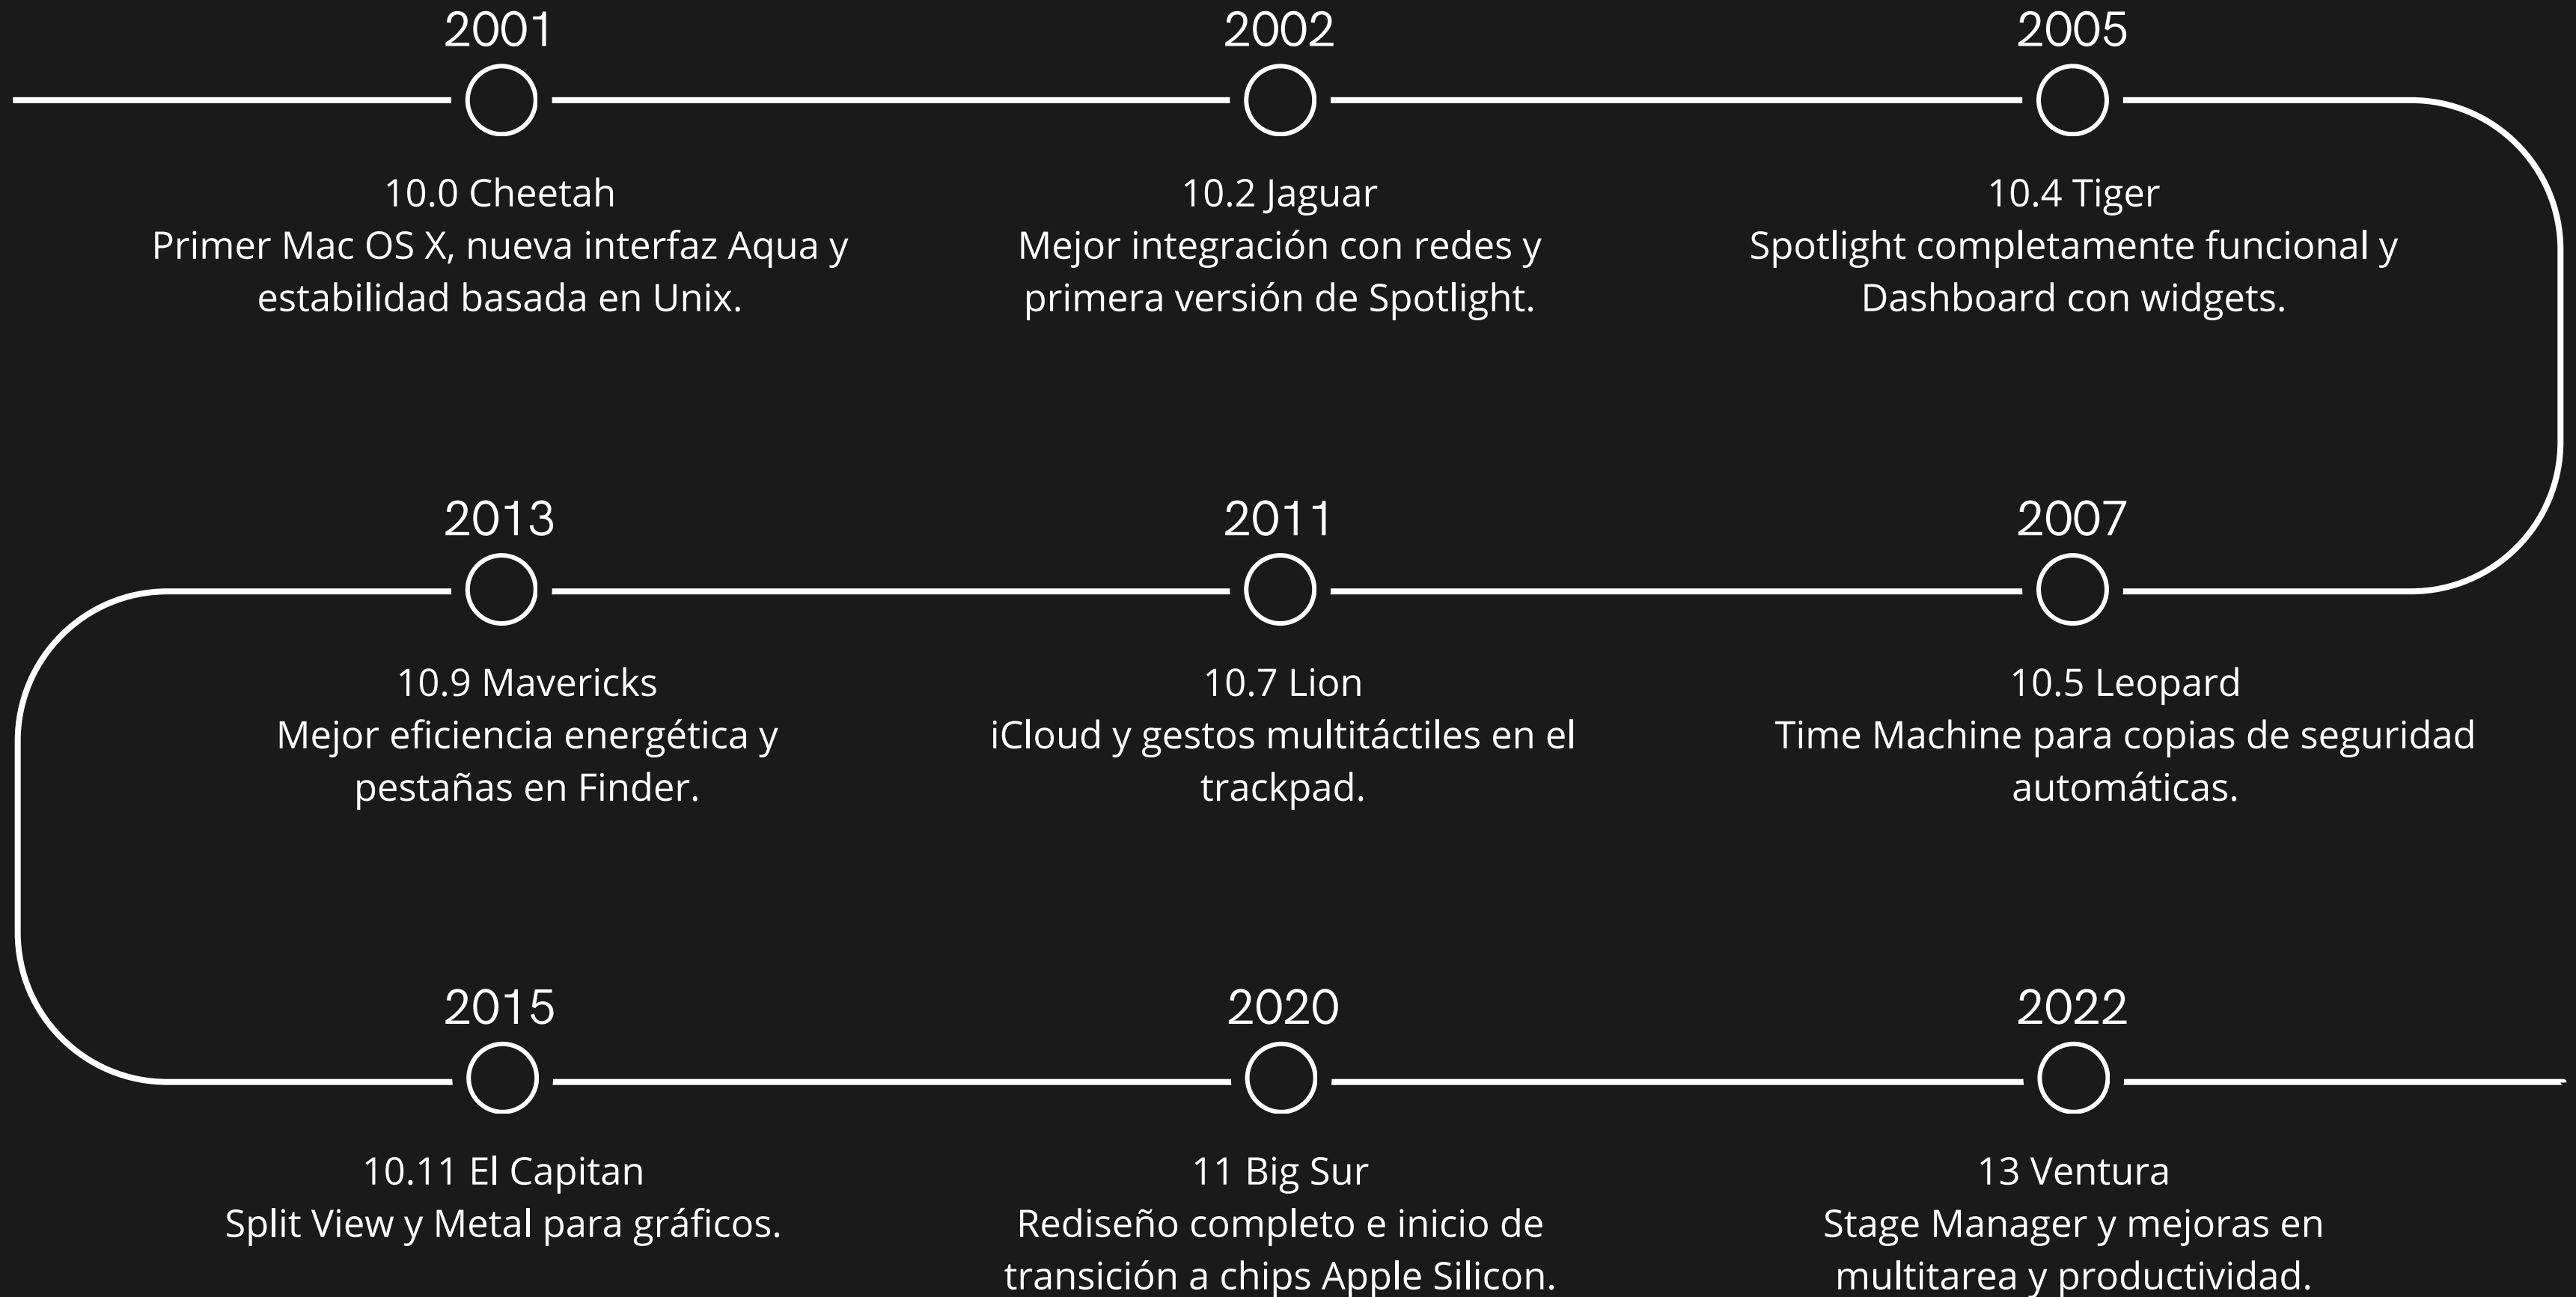 2001
10.0 Cheetah
Primer Mac OS X, nueva interfaz Aqua y
estabilidad basada en Unix.
2002
10.2 Jaguar
Mejor integración con redes y
primera versión de Spotlight.
2005
10.4 Tiger
Spotlight completamente funcional y
Dashboard con widgets.
2007
10.5 Leopard
Time Machine para copias de seguridad
automáticas.
2011
10.7 Lion
iCloud y gestos multitáctiles en el
trackpad.
2013
10.9 Mavericks
Mejor eficiencia energética y
pestañas en Finder.
2015
10.11 El Capitan
Split View y Metal para gráficos.
2020
11 Big Sur
Rediseño completo e inicio de
transición a chips Apple Silicon.
2022
13 Ventura
Stage Manager y mejoras en
multitarea y productividad.